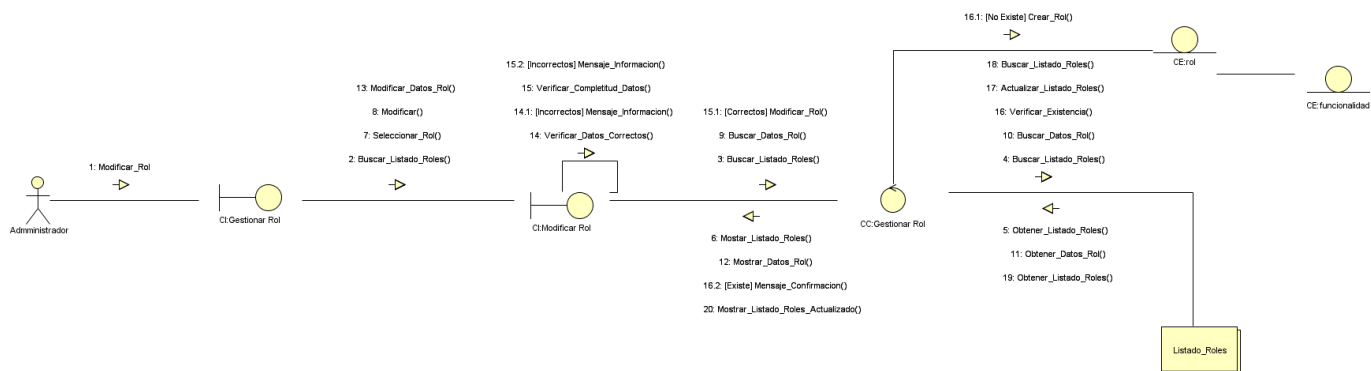 1: Modificar_Rol
Admministrador
CI:Gestionar Rol
13: Modificar_Datos_Rol()
8: Modificar()
7: Seleccionar_Rol()
2: Buscar_Listado_Roles()
15.2: [Incorrectos] Mensaje_Informacion()
15: Verificar_Completitud_Datos()
14.1: [Incorrectos] Mensaje_Informacion()
14: Verificar_Datos_Correctos()
CI:Modificar Rol
15.1: [Correctos] Modificar_Rol()
9: Buscar_Datos_Rol()
3: Buscar_Listado_Roles()
6: Mostar_Listado_Roles()
12: Mostrar_Datos_Rol()
16.2: [Existe] Mensaje_Confirmacion()
20: Mostrar_Listado_Roles_Actualizado()
CC:Gestionar Rol
16.1: [No Existe] Crear_Rol()
CE:rol
CE:funcionalidad
18: Buscar_Listado_Roles()
17: Actualizar_Listado_Roles()
16: Verificar_Existencia()
10: Buscar_Datos_Rol()
4: Buscar_Listado_Roles()
5: Obtener_Listado_Roles()
11: Obtener_Datos_Rol()
19: Obtener_Listado_Roles()
Listado_Roles